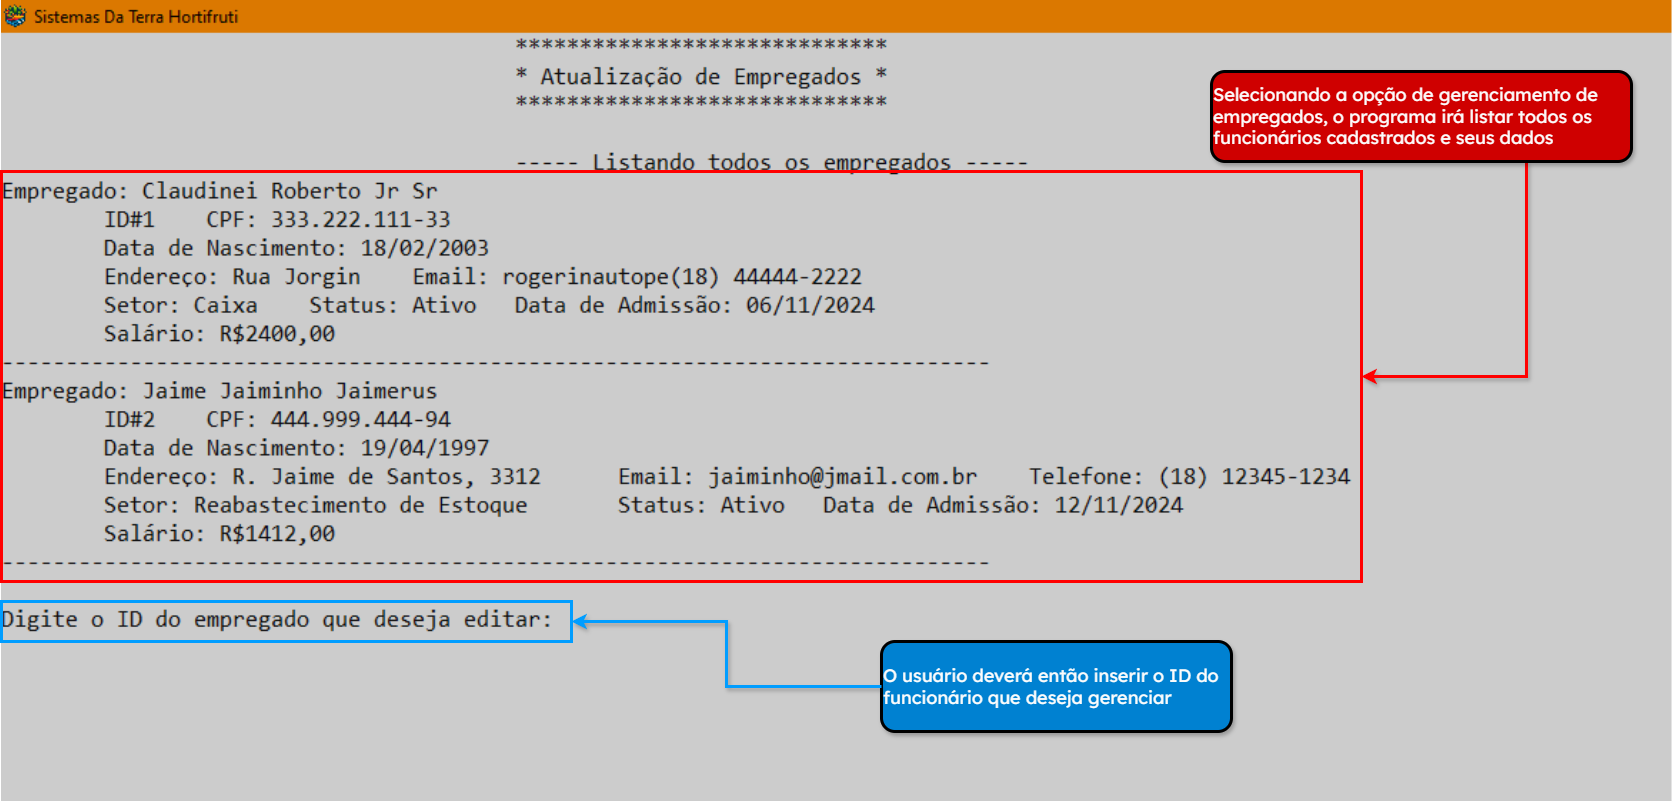 Sistemas Da Terra Hortifruti
*****************************
* Atualização de Empregados *
*****************************
Selecionando a opção de gerenciamento de
empregados, o programa irá listar todos os
funcionários cadastrados e seus dados
----- Listando todos os empregados -----
Empregado: Claudinei Roberto Jr Sr
ID#1    CPF: 333.222.111-33
Data de Nascimento: 18/02/2003
Endereço: Rua Jorgin    Email: rogerinautope(18) 44444-2222
Setor: Caixa    Status: Ativo   Data de Admissão: 06/11/2024
Salário: R$2400,00
-----------------------------------------------------------------------------
Empregado: Jaime Jaiminho Jaimerus
ID#2    CPF: 444.999.444-94
Data de Nascimento: 19/04/1997
Endereço: R. Jaime de Santos, 3312      Email: jaiminho@jmail.com.br    Telefone: (18) 12345-1234
Setor: Reabastecimento de Estoque       Status: Ativo   Data de Admissão: 12/11/2024
Salário: R$1412,00
-----------------------------------------------------------------------------
Digite o ID do empregado que deseja editar:
O usuário deverá então inserir o ID do
funcionário que deseja gerenciar